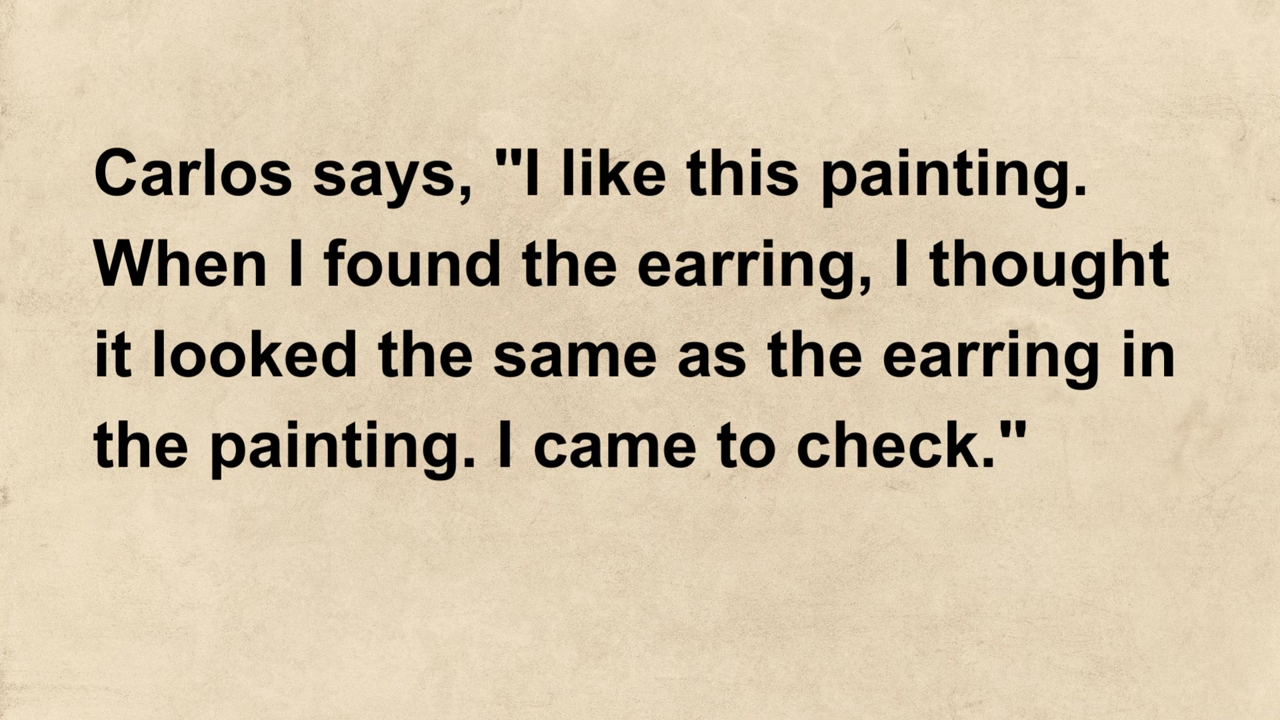 Carlos says, "I like this painting.
When I found the earring, I thought
it looked the same as the earring in
the painting. I came to check."